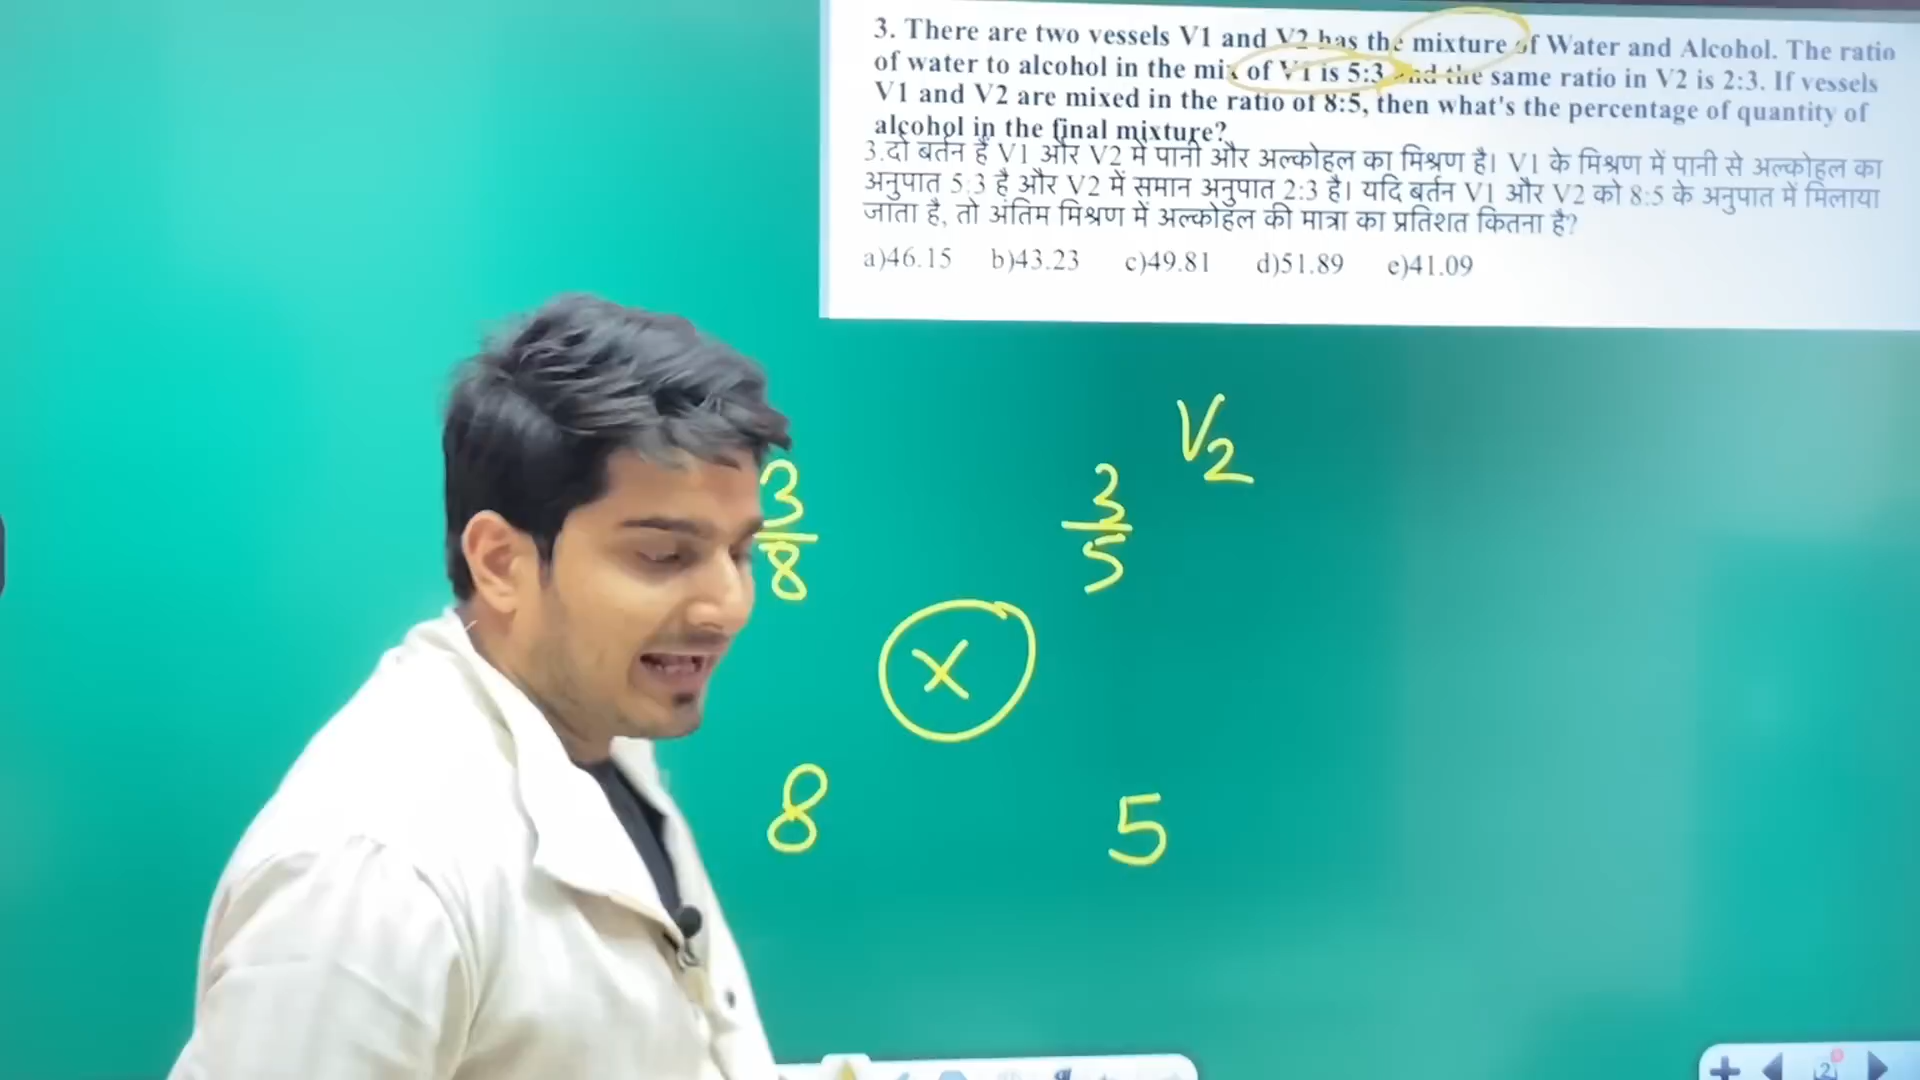 3. There are two vessels V1 and V2 has the mixture of Water and Alcohol. The ratio
of water to alcohol in the mix of V1 is 5:3 and the same ratio in V2 is 2:3. If vessels
V1 and V2 are mixed in the ratio of 8:5, then what's the percentage of quantity of
alcohol in the final mixture?
3.दो बर्तन हैं V1 और V2 में पानी और अल्कोहल का मिश्रण है। V1 के मिश्रण में पानी से अल्कोहल का
अनुपात 5:3 है और V2 में समान अनुपात 2:3 है। यदि बर्तन V1 और V2 को 8:5 के अनुपात में मिलाया
जाता है, तो अंतिम मिश्रण में अल्कोहल की मात्रा का प्रतिशत कितना है?
a)46.15 b)43.23 c)49.81 d)51.89 e)41.09
V2
3/8 3/5
x
8 5
2